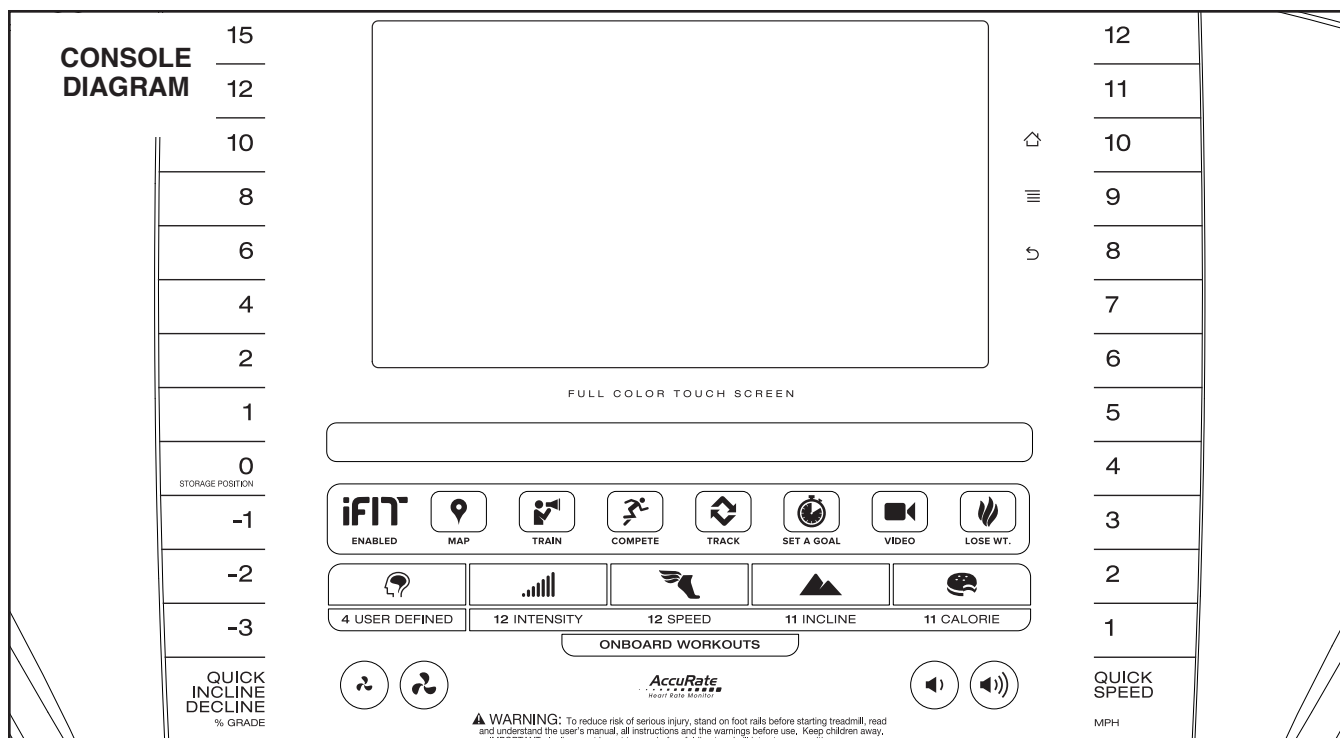 CONSOLE
DIAGRAM
15
12
10
8
6
4
2
1
0
STORAGE POSITION
-1
-2
-3
QUICK
INCLINE
DECLINE
% GRADE
FULL COLOR TOUCH SCREEN
iFIT
ENABLED
MAP
TRAIN
COMPETE
TRACK
SET A GOAL
VIDEO
LOSE WT.
4 USER DEFINED
12 INTENSITY
12 SPEED
11 INCLINE
11 CALORIE
ONBOARD WORKOUTS
AccuRate
Heart Rate Monitor
WARNING: To reduce risk of serious injury, stand on foot rails before starting treadmill, read
and understand the user's manual, all instructions and the warnings before use. Keep children away.
12
11
10
9
8
7
6
5
4
3
2
1
QUICK
SPEED
MPH